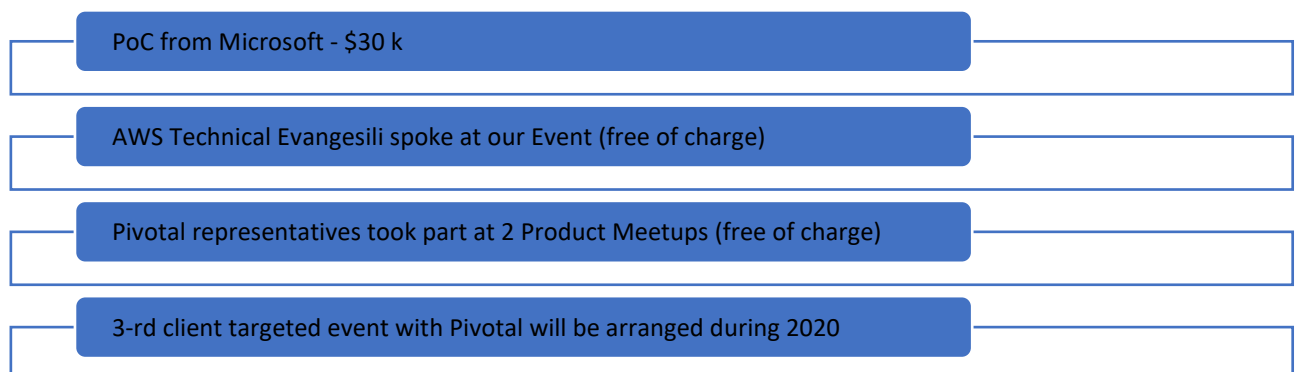 PoC from Microsoft - $30 k
AWS Technical Evangesili spoke at our Event (free of charge)
Pivotal representatives took part at 2 Product Meetups (free of charge)
3-rd client targeted event with Pivotal will be arranged during 2020